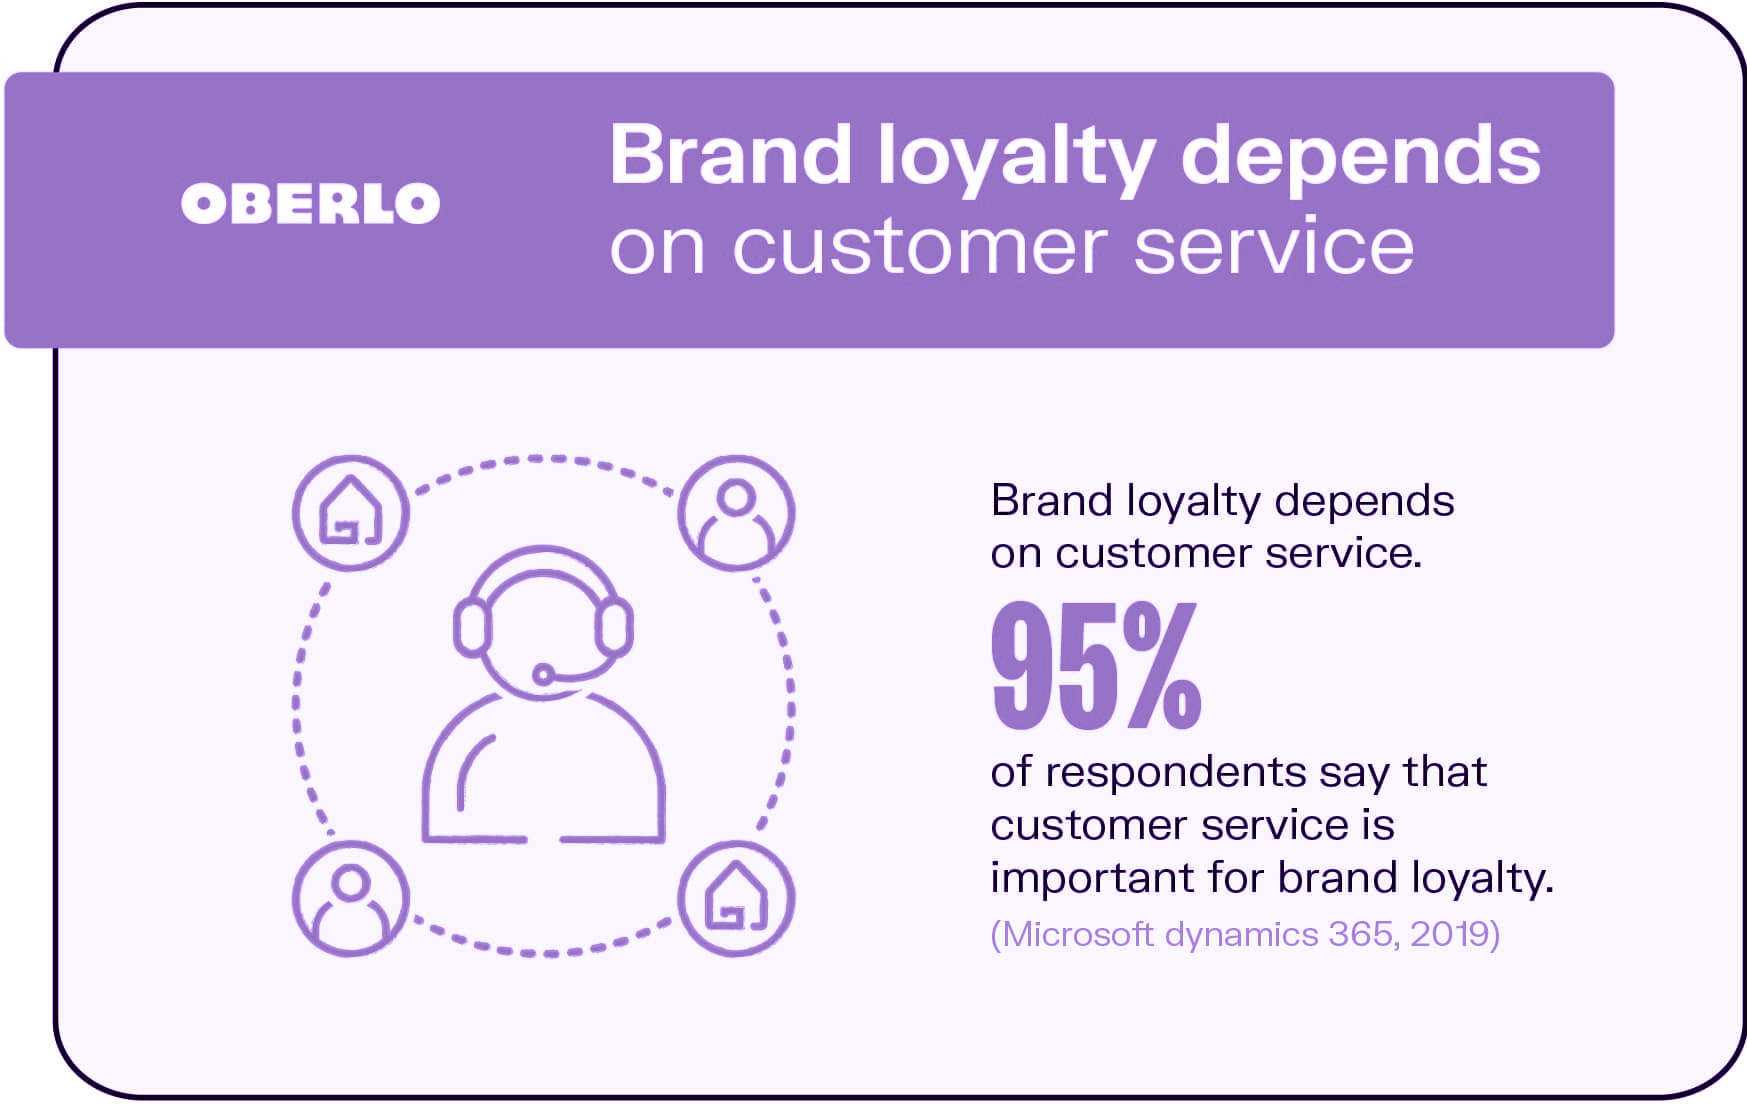 OBERLO
Brand loyalty depends
on customer service
Brand loyalty depends
on customer service.
95%
of respondents say that
customer service is
important for brand loyalty.
(Microsoft dynamics 365, 2019)